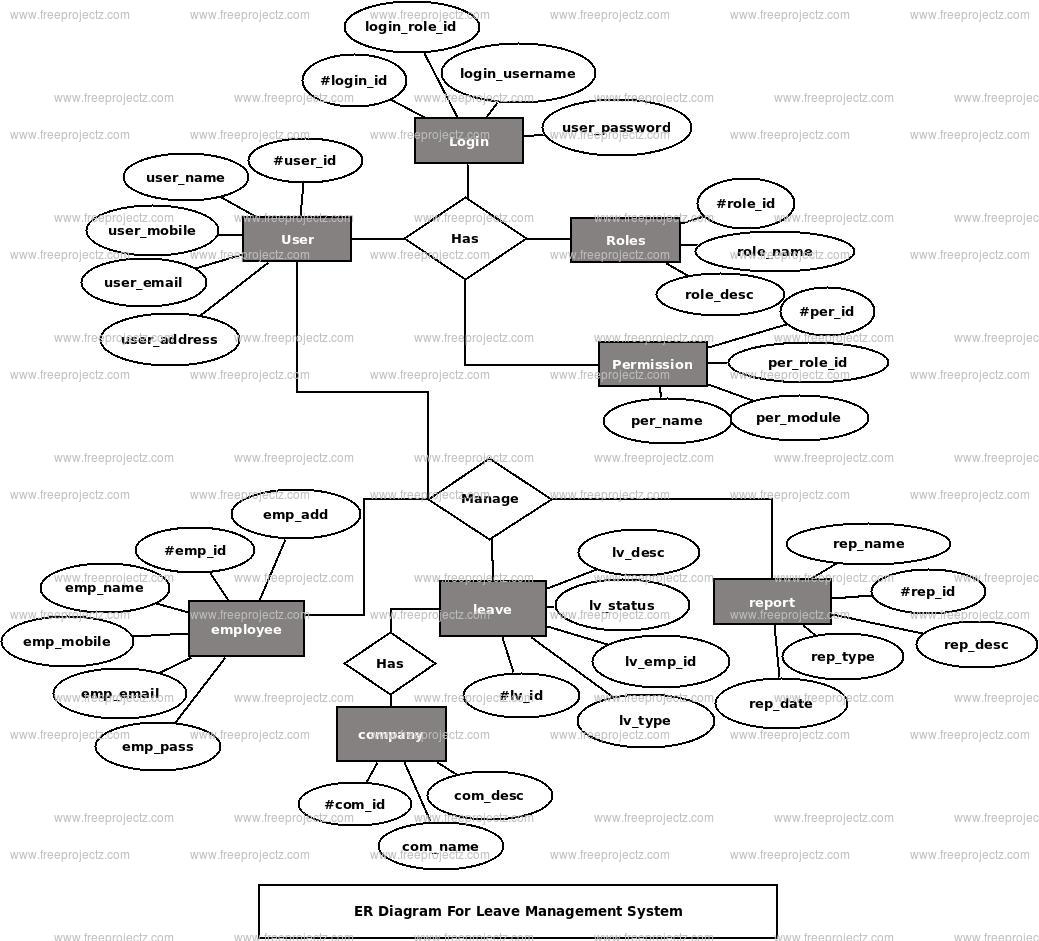 login_role_id
#login_id
login_username
user_password
Login
#user_id
user_name
user_mobile
user_email
user_address
User
Has
Roles
#role_id
role_name
role_desc
#per_id
Permission
per_role_id
per_name
per_module
Manage
emp_add
#emp_id
emp_name
emp_mobile
emp_email
emp_pass
employee
leave
lv_desc
lv_status
lv_emp_id
#lv_id
lv_type
report
rep_name
#rep_id
rep_desc
rep_type
rep_date
Has
company
#com_id
com_desc
com_name
ER Diagram For Leave Management System
www.freeprojectz.com